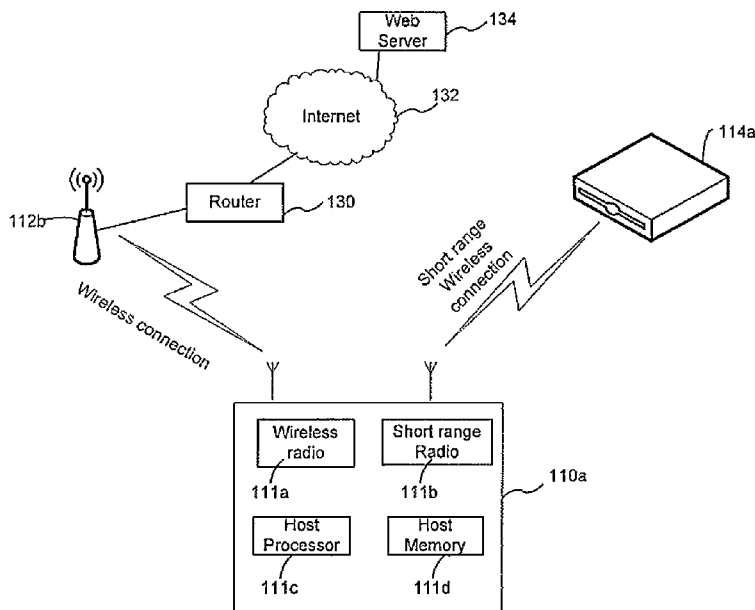 Web
Server
134
Internet
132
114a
Router
130
112b
Short range
Wireless
connection
Wireless connection
Wireless
radio
111a
Short range
Radio
111b
110a
Host
Processor
111c
Host
Memory
111d